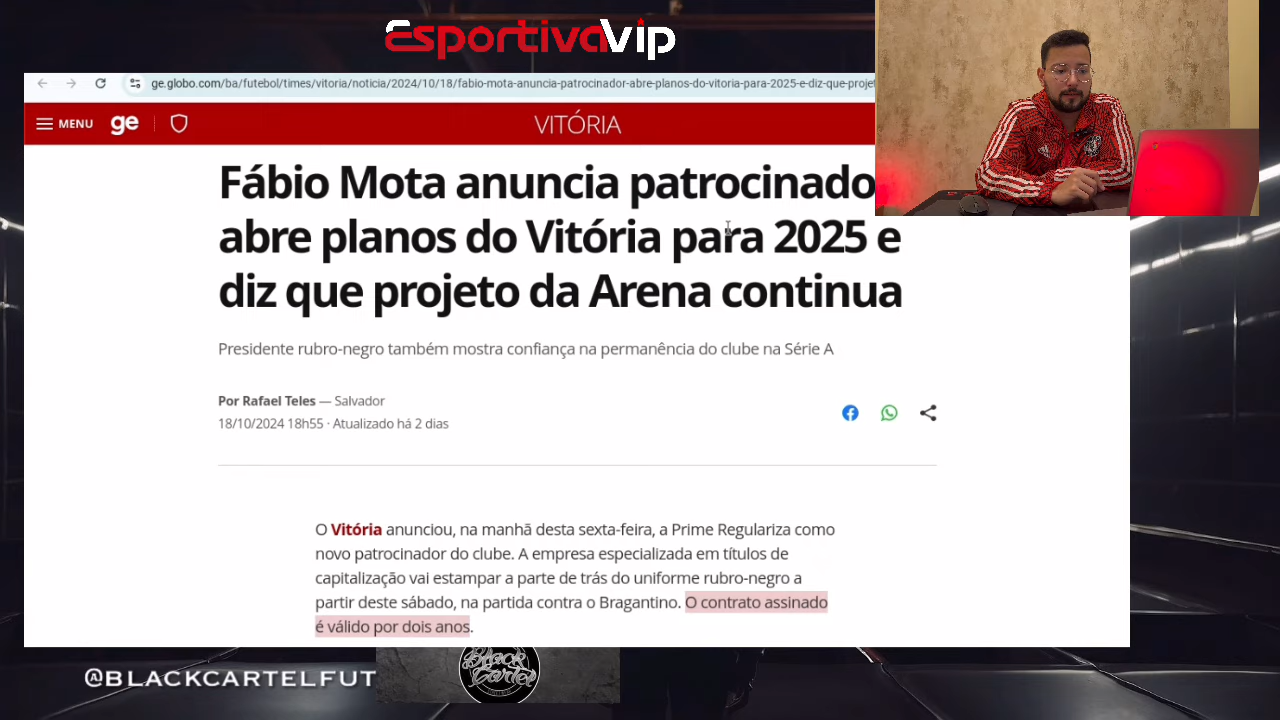 EsportivaVip
ge.globo.com/ba/futebol/times/vitoria/noticia/2024/10/18/fabio-mota-anuncia-patrocinador-abre-planos-do-vitoria-para-2025-e-diz-que-proje
MENU ge VITÓRIA
Fábio Mota anuncia patrocinado
abre planos do Vitória para 2025 e
diz que projeto da Arena continua
Presidente rubro-negro também mostra confiança na permanência do clube na Série A
Por Rafael Teles — Salvador
18/10/2024 18h55 · Atualizado há 2 dias
O Vitória anunciou, na manhã desta sexta-feira, a Prime Regulariza como
novo patrocinador do clube. A empresa especializada em títulos de
capitalização vai estampar a parte de trás do uniforme rubro-negro a
partir deste sábado, na partida contra o Bragantino. O contrato assinado
é válido por dois anos.
@BLACKCARTELFUT
Black
Cartel